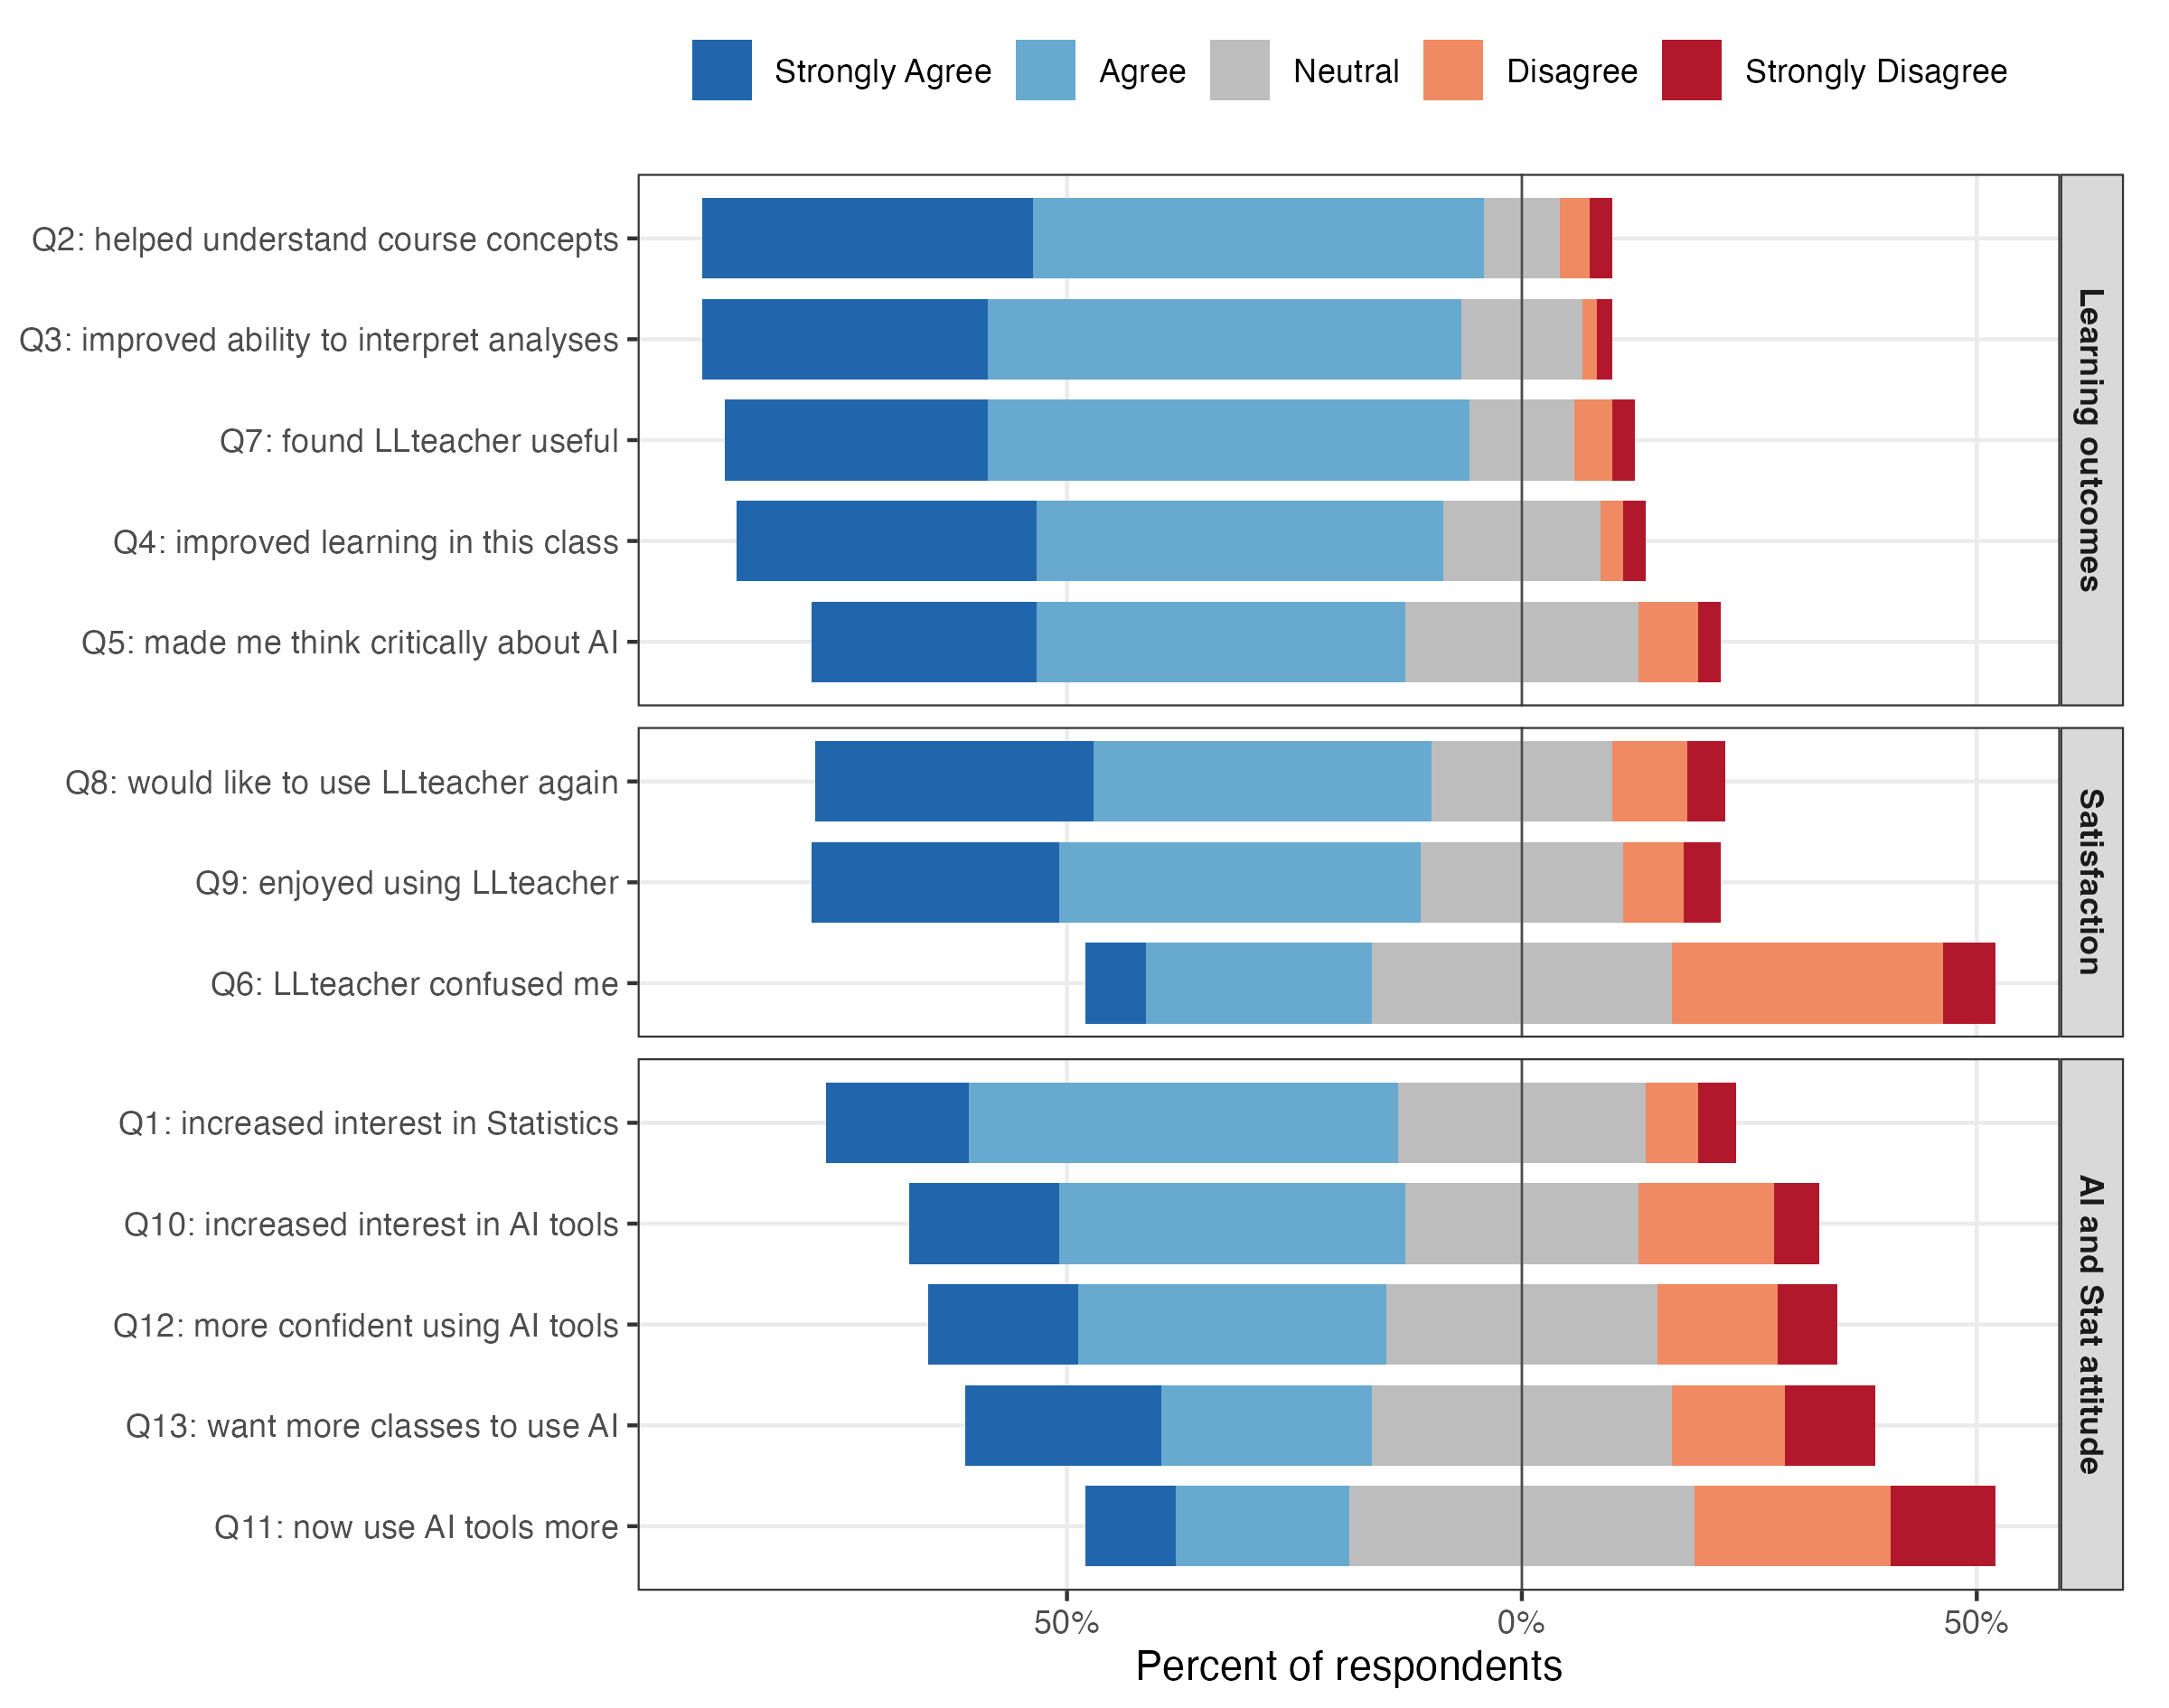 Strongly Agree Agree Neutral Disagree Strongly Disagree
Q2: helped understand course concepts
Q3: improved ability to interpret analyses
Q7: found LLteacher useful
Q4: improved learning in this class
Q5: made me think critically about AI
Learning outcomes
Q8: would like to use LLteacher again
Q9: enjoyed using LLteacher
Q6: LLteacher confused me
Satisfaction
Q1: increased interest in Statistics
Q10: increased interest in AI tools
Q12: more confident using AI tools
Q13: want more classes to use AI
Q11: now use AI tools more
AI and Stat attitude
50% 0% 50%
Percent of respondents